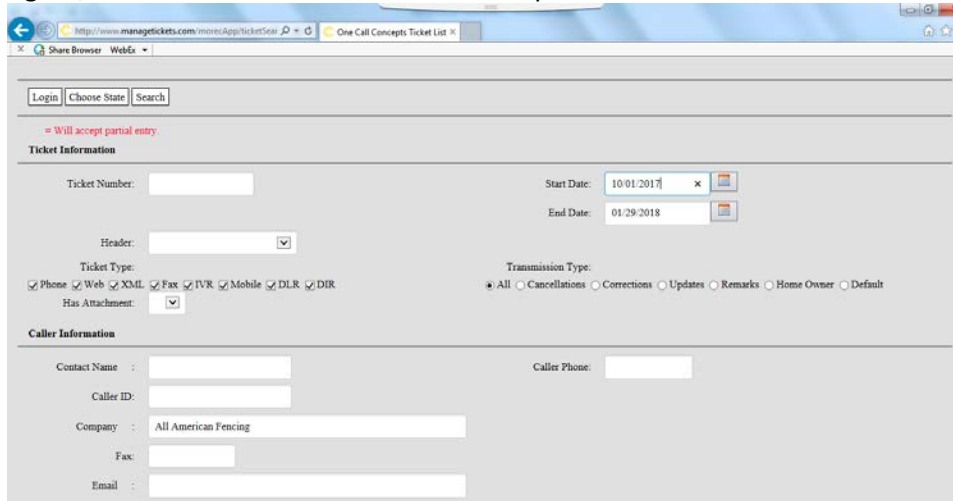 http://www.managetickets.com/morecApp/ticketSear
One Call Concepts Ticket List ×
x Share Browser WebEx
Login Choose State Search
= Will accept partial entry.
Ticket Information
Ticket Number:
Start Date: 10/01/2017 ×
End Date: 01/29/2018
Header:
Ticket Type:
Transmission Type:
Phone Web XML Fax IVR Mobile DLR DIR
All Cancellations Corrections Updates Remarks Home Owner Default
Has Attachment:
Caller Information
Contact Name :
Caller Phone:
Caller ID:
Company : All American Fencing
Fax:
Email :